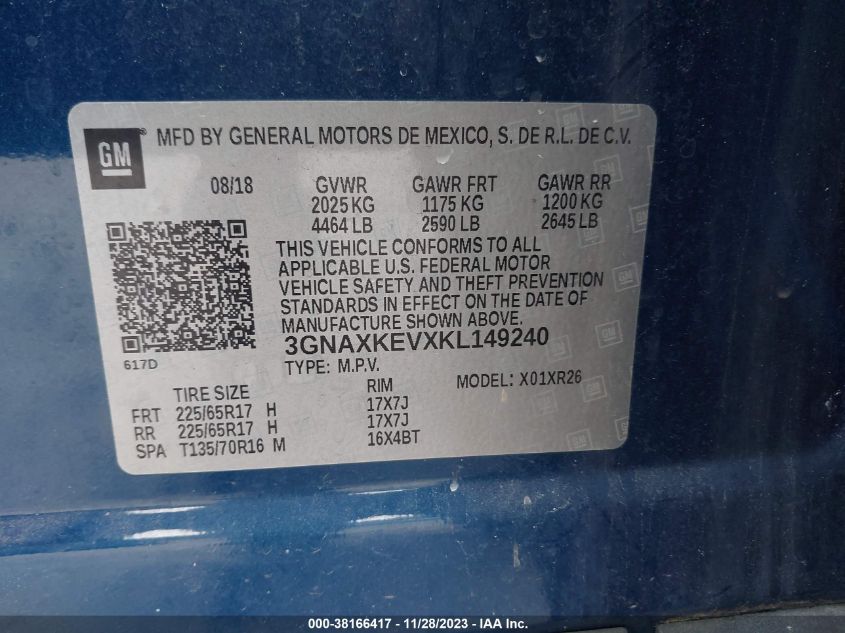 GM ® MFD BY GENERAL MOTORS DE MEXICO, S. DE R.L. DE C.V.
08/18 GVWR GAWR FRT GAWR RR
2025 KG 1175 KG 1200 KG
4464 LB 2590 LB 2645 LB
THIS VEHICLE CONFORMS TO ALL
APPLICABLE U.S. FEDERAL MOTOR
VEHICLE SAFETY AND THEFT PREVENTION
STANDARDS IN EFFECT ON THE DATE OF
MANUFACTURE SHOWN ABOVE.
617D
3GNAXKEVXKL149240
TYPE: M.P.V. MODEL: X01XR26
TIRE SIZE RIM
FRT 225/65R17 H 17X7J
RR 225/65R17 H 17X7J
SPA T135/70R16 M 16X4BT
000-38166417 | 11/28/2023 - IAA